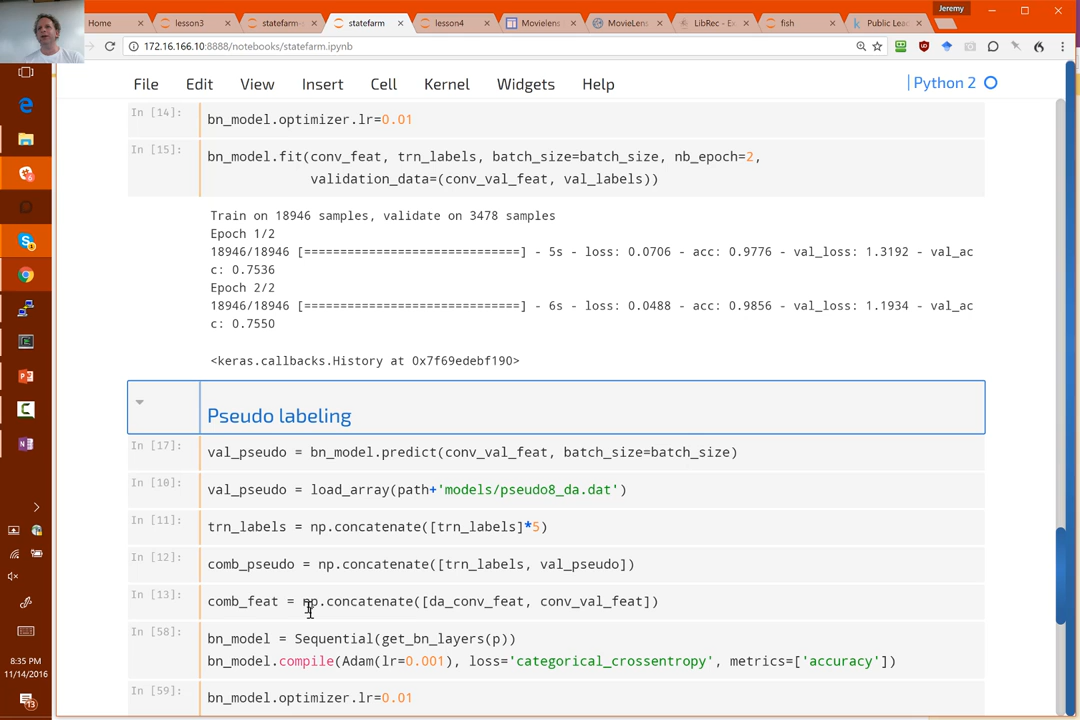 Jeremy
Home
lesson3
statefarm-s
statefarm
lesson4
Movielens
MovieLens
LibRec - Ex
fish
Public Lea
172.16.166.10:8888/notebooks/statefarm.ipynb
File Edit View Insert Cell Kernel Widgets Help
Python 2
In [14]:
bn_model.optimizer.lr=0.01
In [15]:
bn_model.fit(conv_feat, trn_labels, batch_size=batch_size, nb_epoch=2,
validation_data=(conv_val_feat, val_labels))
Train on 18946 samples, validate on 3478 samples
Epoch 1/2
18946/18946 [==============================] - 5s - loss: 0.0706 - acc: 0.9776 - val_loss: 1.3192 - val_ac
c: 0.7536
Epoch 2/2
18946/18946 [==============================] - 6s - loss: 0.0488 - acc: 0.9856 - val_loss: 1.1934 - val_ac
c: 0.7550
<keras.callbacks.History at 0x7f69edebf190>
Pseudo labeling
In [17]:
val_pseudo = bn_model.predict(conv_val_feat, batch_size=batch_size)
In [10]:
val_pseudo = load_array(path+'models/pseudo8_da.dat')
In [11]:
trn_labels = np.concatenate([trn_labels]*5)
In [12]:
comb_pseudo = np.concatenate([trn_labels, val_pseudo])
In [13]:
comb_feat = np.concatenate([da_conv_feat, conv_val_feat])
In [58]:
bn_model = Sequential(get_bn_layers(p))
bn_model.compile(Adam(lr=0.001), loss='categorical_crossentropy', metrics=['accuracy'])
In [59]:
bn_model.optimizer.lr=0.01
8:35 PM
11/14/2016
13